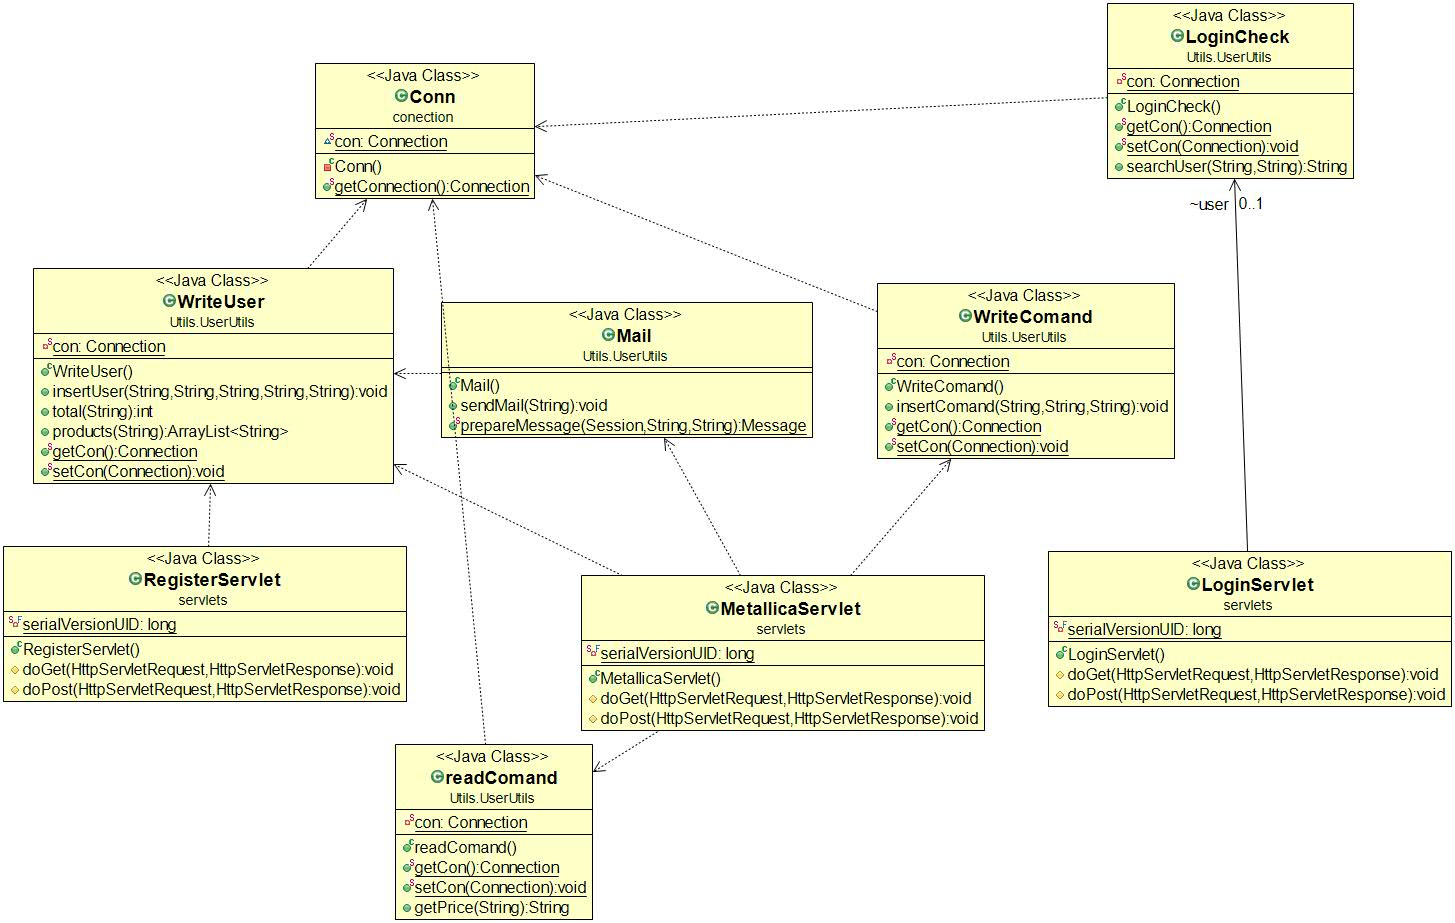 <<Java Class>>
LoginCheck
Utils.UserUtils
con: Connection
LoginCheck()
getCon():Connection
setCon(Connection):void
searchUser(String,String):String
<<Java Class>>
Conn
conection
con: Connection
Conn()
getConnection():Connection
~user 0..1
<<Java Class>>
WriteUser
Utils.UserUtils
con: Connection
WriteUser()
insertUser(String,String,String,String,String):void
total(String):int
products(String):ArrayList<String>
getCon():Connection
setCon(Connection):void
<<Java Class>>
Mail
Utils.UserUtils
Mail()
sendMail(String):void
prepareMessage(Session,String,String):Message
<<Java Class>>
WriteComand
Utils.UserUtils
con: Connection
WriteComand()
insertComand(String,String,String):void
getCon():Connection
setCon(Connection):void
<<Java Class>>
RegisterServlet
servlets
serialVersionUID: long
RegisterServlet()
doGet(HttpServletRequest,HttpServletResponse):void
doPost(HttpServletRequest,HttpServletResponse):void
<<Java Class>>
MetallicaServlet
servlets
serialVersionUID: long
MetallicaServlet()
doGet(HttpServletRequest,HttpServletResponse):void
doPost(HttpServletRequest,HttpServletResponse):void
<<Java Class>>
LoginServlet
servlets
serialVersionUID: long
LoginServlet()
doGet(HttpServletRequest,HttpServletResponse):void
doPost(HttpServletRequest,HttpServletResponse):void
<<Java Class>>
readComand
Utils.UserUtils
con: Connection
readComand()
getCon():Connection
setCon(Connection):void
getPrice(String):String